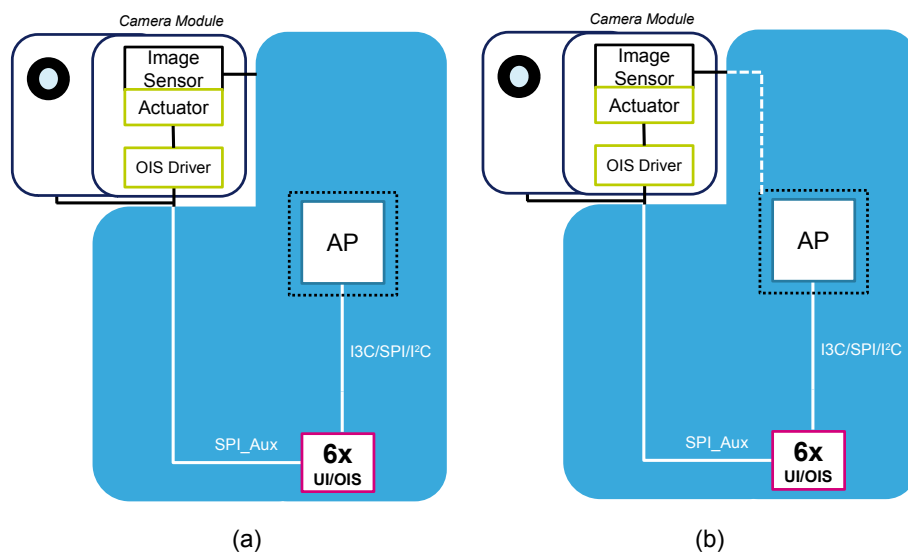 Camera Module
Image
Sensor
Actuator
OIS Driver
AP
I3C/SPI/I²C
SPI_Aux
6x
UI/OIS
(a)
Camera Module
Image
Sensor
Actuator
OIS Driver
AP
I3C/SPI/I²C
SPI_Aux
6x
UI/OIS
(b)